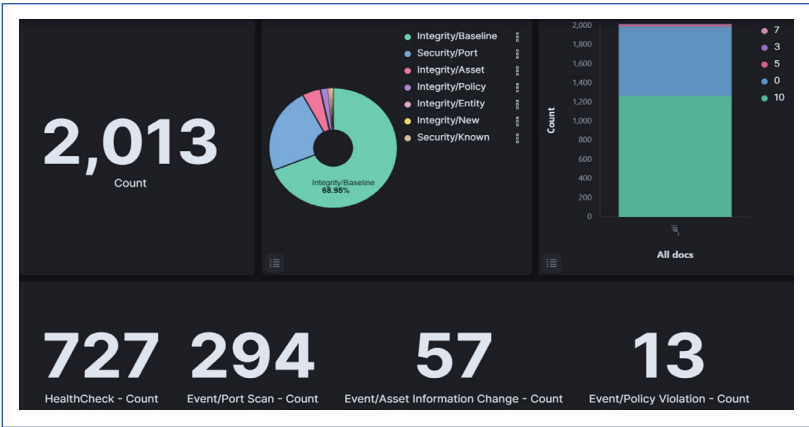 2,013
Count
Integrity/Baseline
Security/Port
Integrity/Asset
Integrity/Policy
Integrity/Entity
Integrity/New
Security/Known
Integrity/Baseline
68.95%
2,000
1,800
1,600
1,400
1,200
1,000
800
600
400
200
0
Count
All docs
7
3
5
0
10
727
HealthCheck - Count
294
Event/Port Scan - Count
57
Event/Asset Information Change - Count
13
Event/Policy Violation - Count